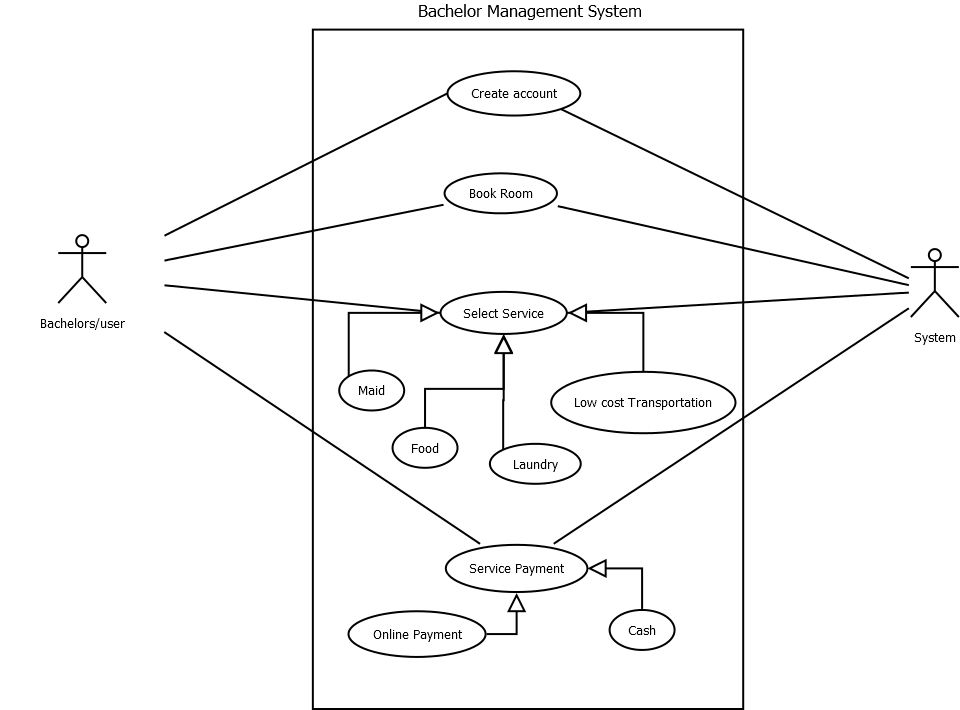 Bachelor Management System
Create account
Book Room
Bachelors/user
Select Service
System
Maid
Low cost Transportation
Food
Laundry
Service Payment
Online Payment
Cash